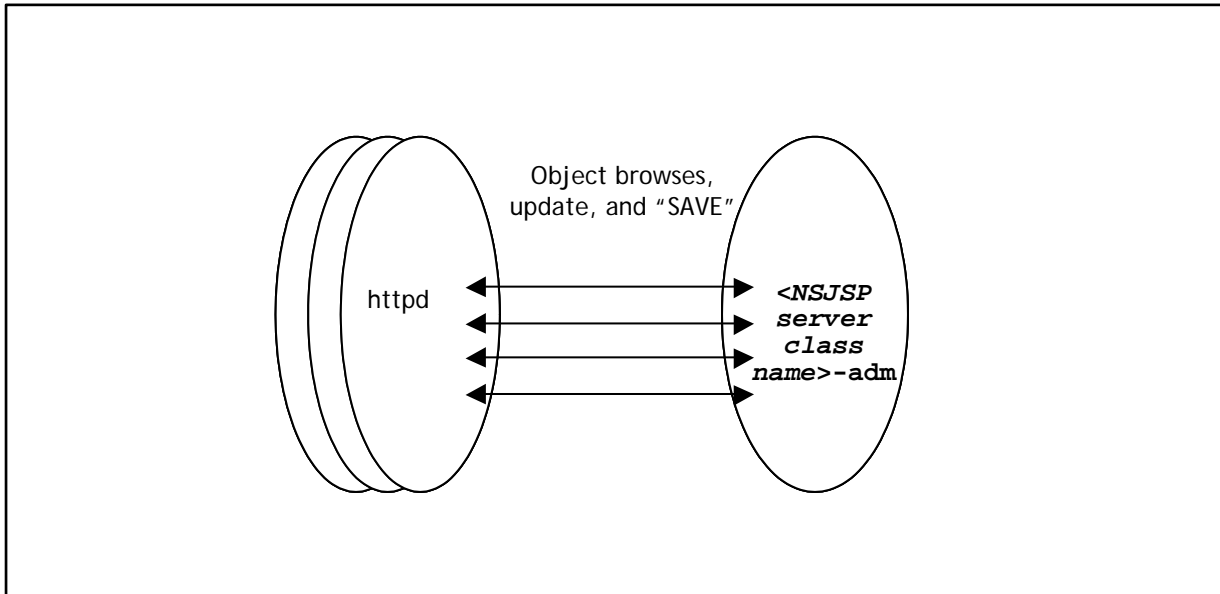 Object browses,
update, and “SAVE”
httpd
<NSJSP
server
class
name>-adm